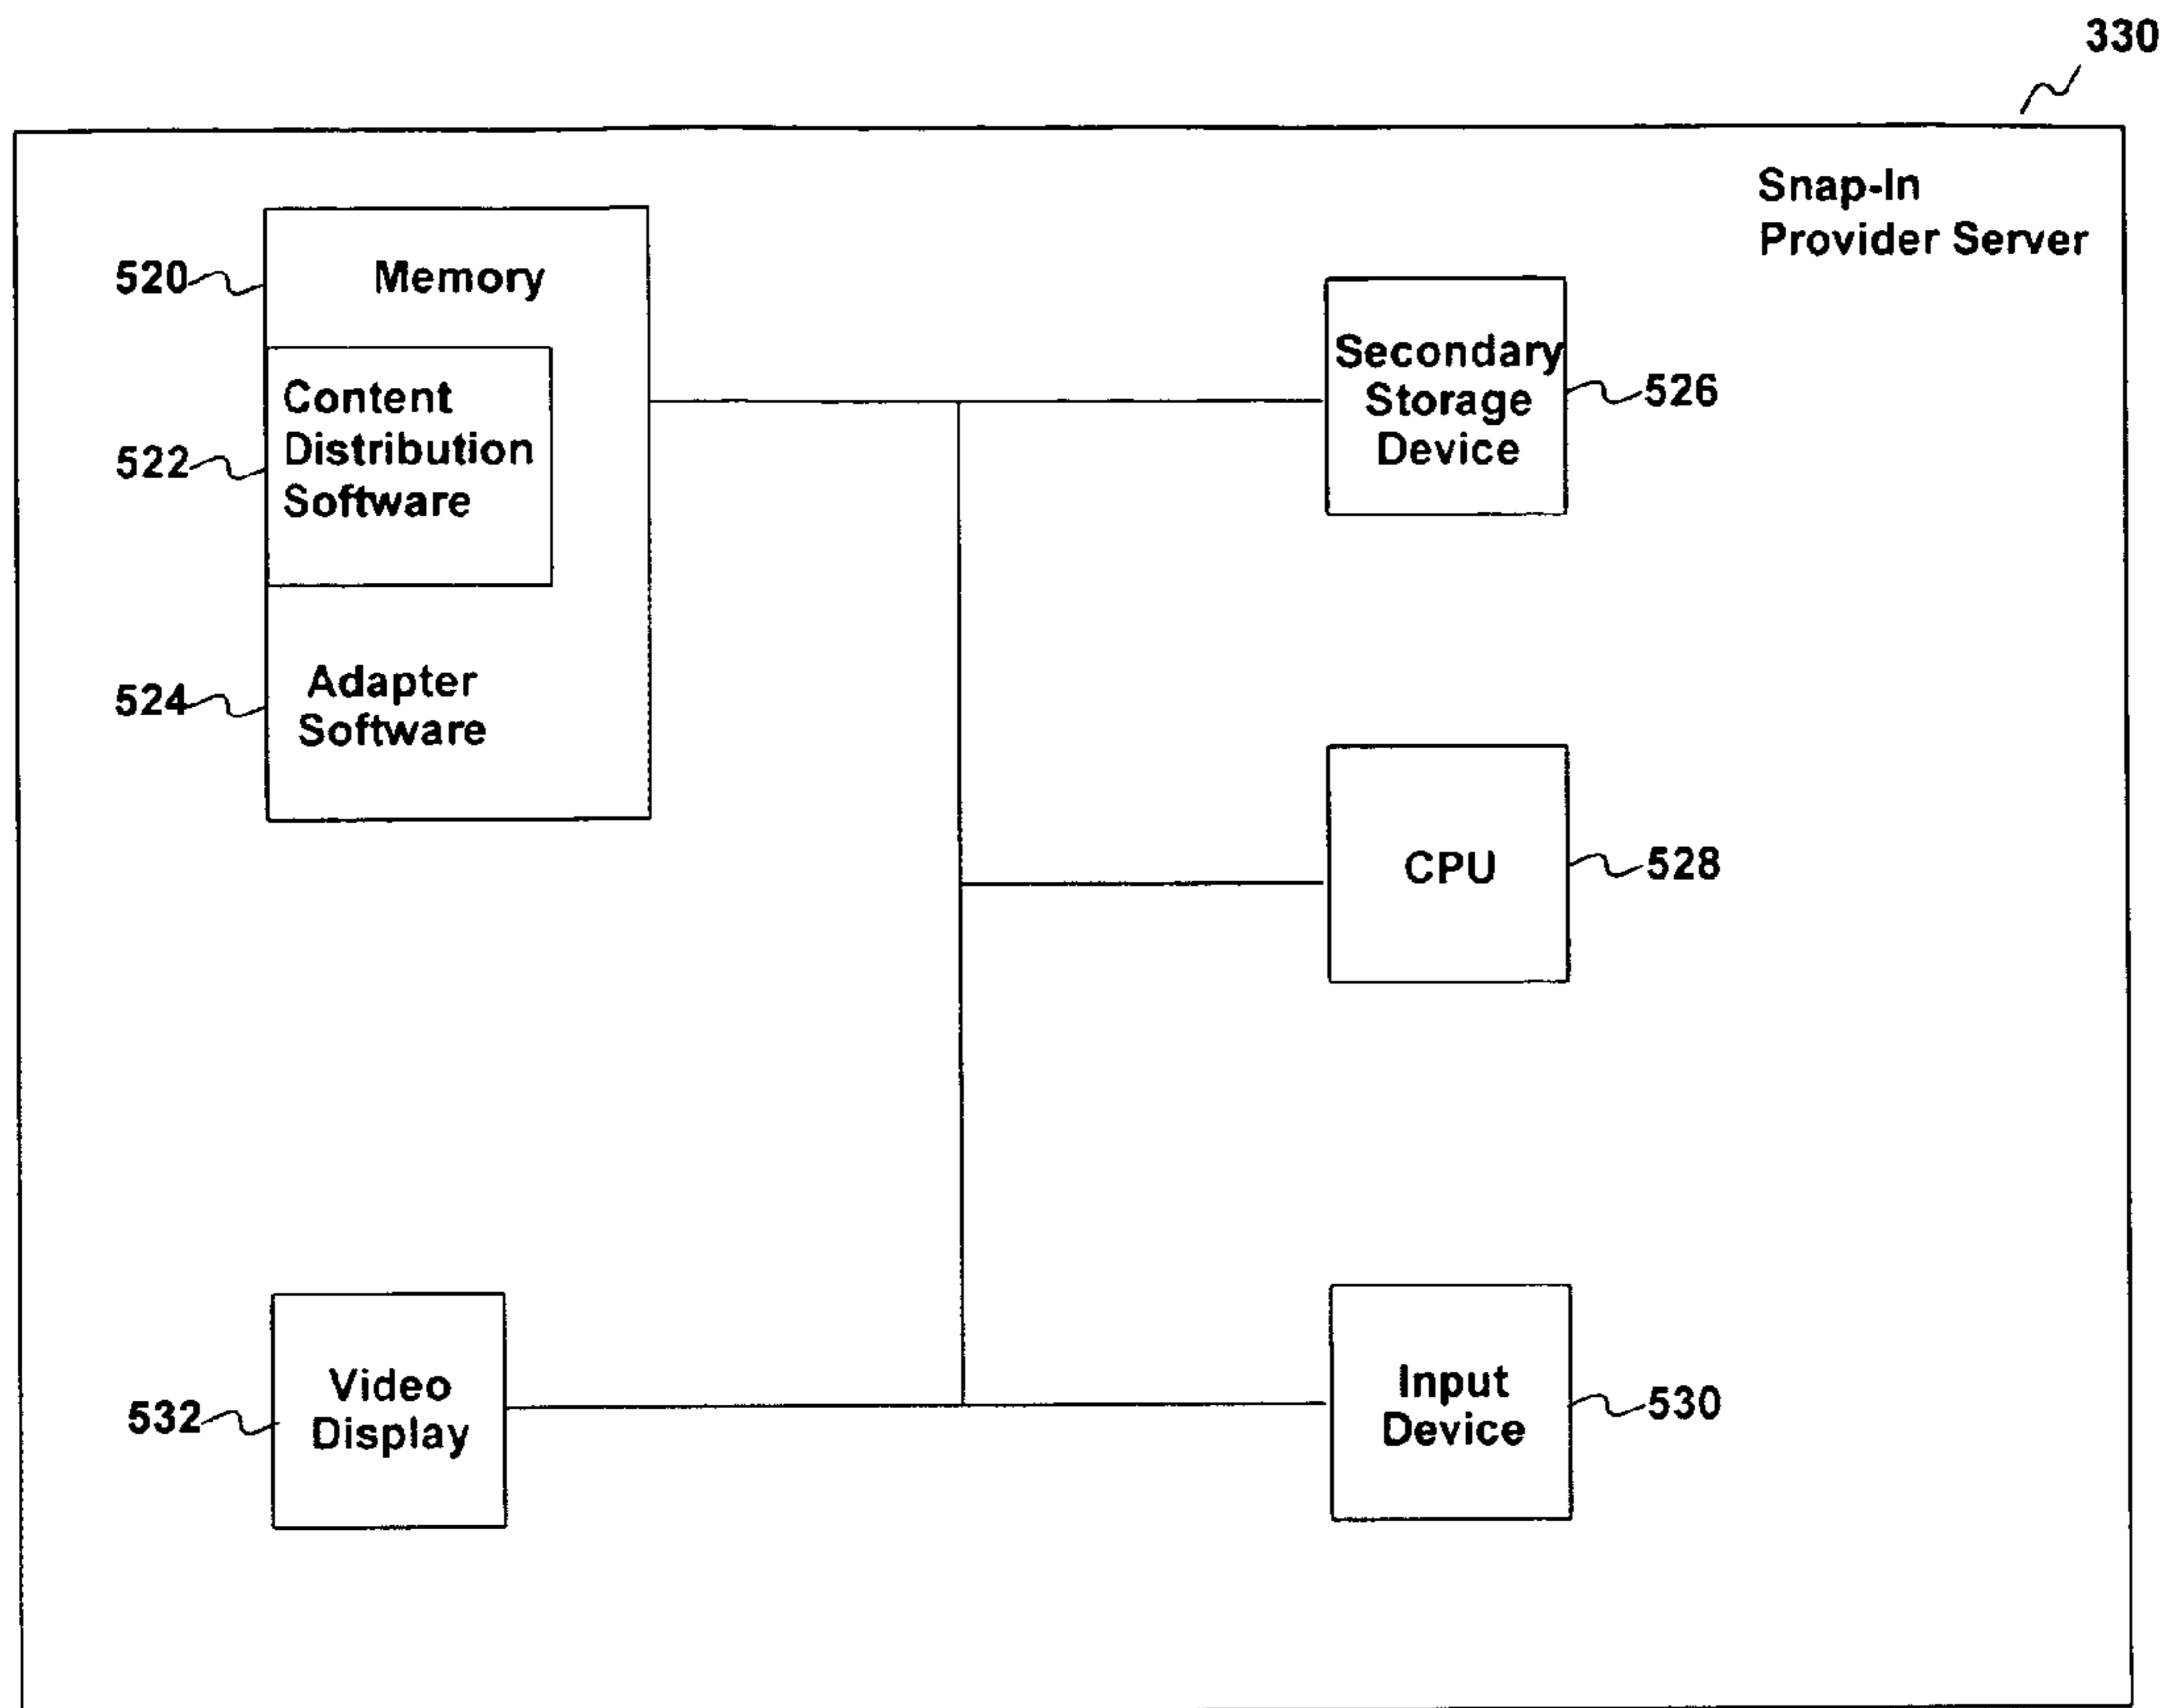 330
Snap-In
Provider Server
520
Memory
522
Content
Distribution
Software
524
Adapter
Software
Secondary
Storage
Device
526
CPU
528
532
Video
Display
Input
Device
530